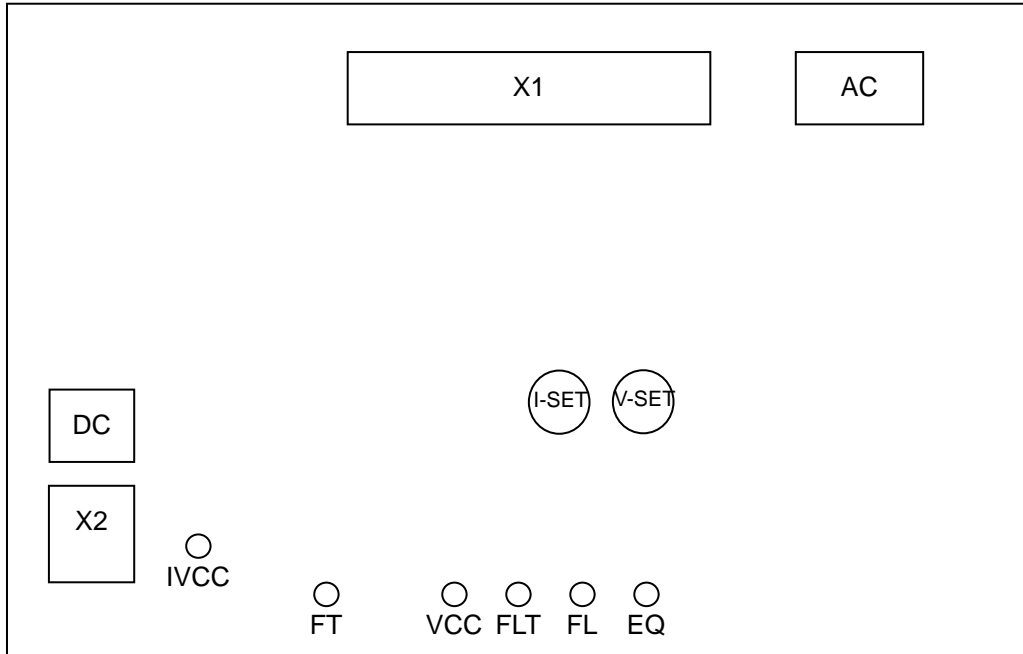 X1
AC
I-SET
V-SET
DC
X2
IVCC
FT
VCC
FLT
FL
EQ